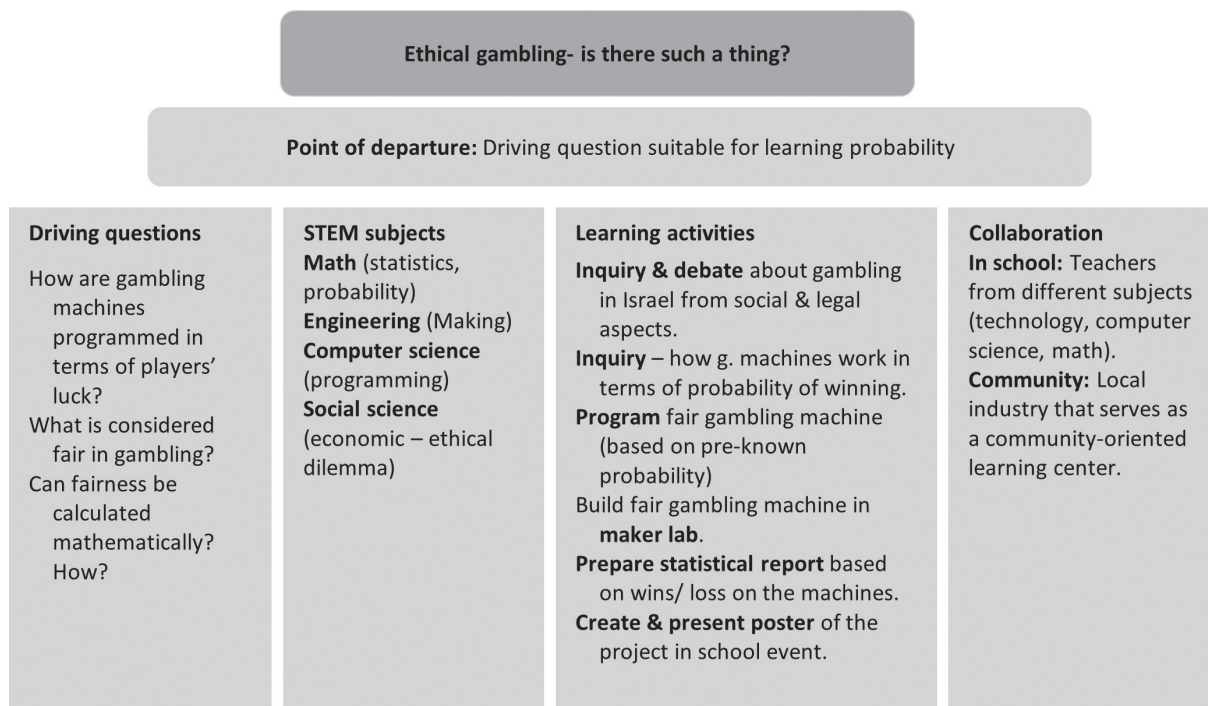 Ethical gambling- is there such a thing?
Point of departure: Driving question suitable for learning probability
Driving questions
How are gambling
machines
programmed in
terms of players’
luck?
What is considered
fair in gambling?
Can fairness be
calculated
mathematically?
How?
STEM subjects
Math (statistics,
probability)
Engineering (Making)
Computer science
(programming)
Social science
(economic – ethical
dilemma)
Learning activities
Inquiry & debate about gambling
in Israel from social & legal
aspects.
Inquiry – how g. machines work in
terms of probability of winning.
Program fair gambling machine
(based on pre-known
probability)
Build fair gambling machine in
maker lab.
Prepare statistical report based
on wins/ loss on the machines.
Create & present poster of the
project in school event.
Collaboration
In school: Teachers
from different subjects
(technology, computer
science, math).
Community: Local
industry that serves as
a community-oriented
learning center.